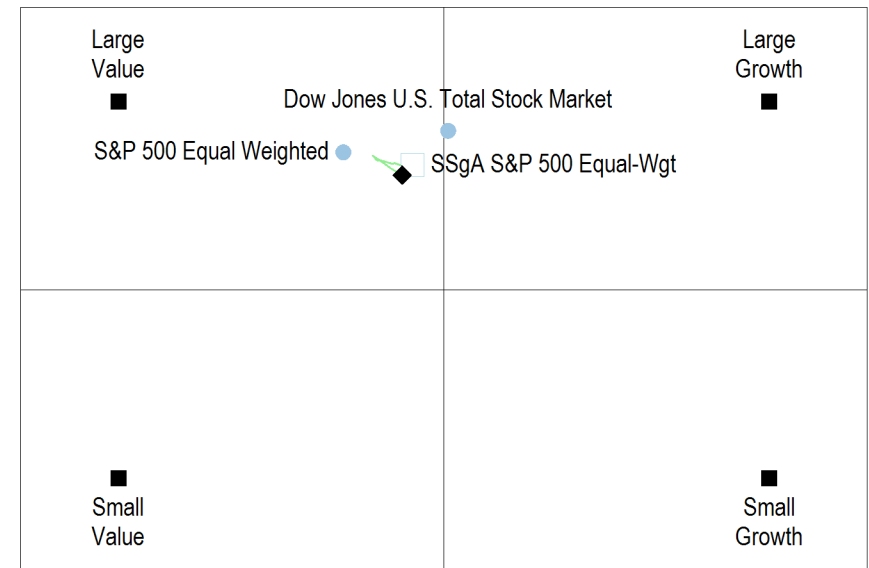 Large
Value
Large
Growth
Dow Jones U.S. Total Stock Market
S&P 500 Equal Weighted
SSgA S&P 500 Equal-Wgt
Small
Value
Small
Growth